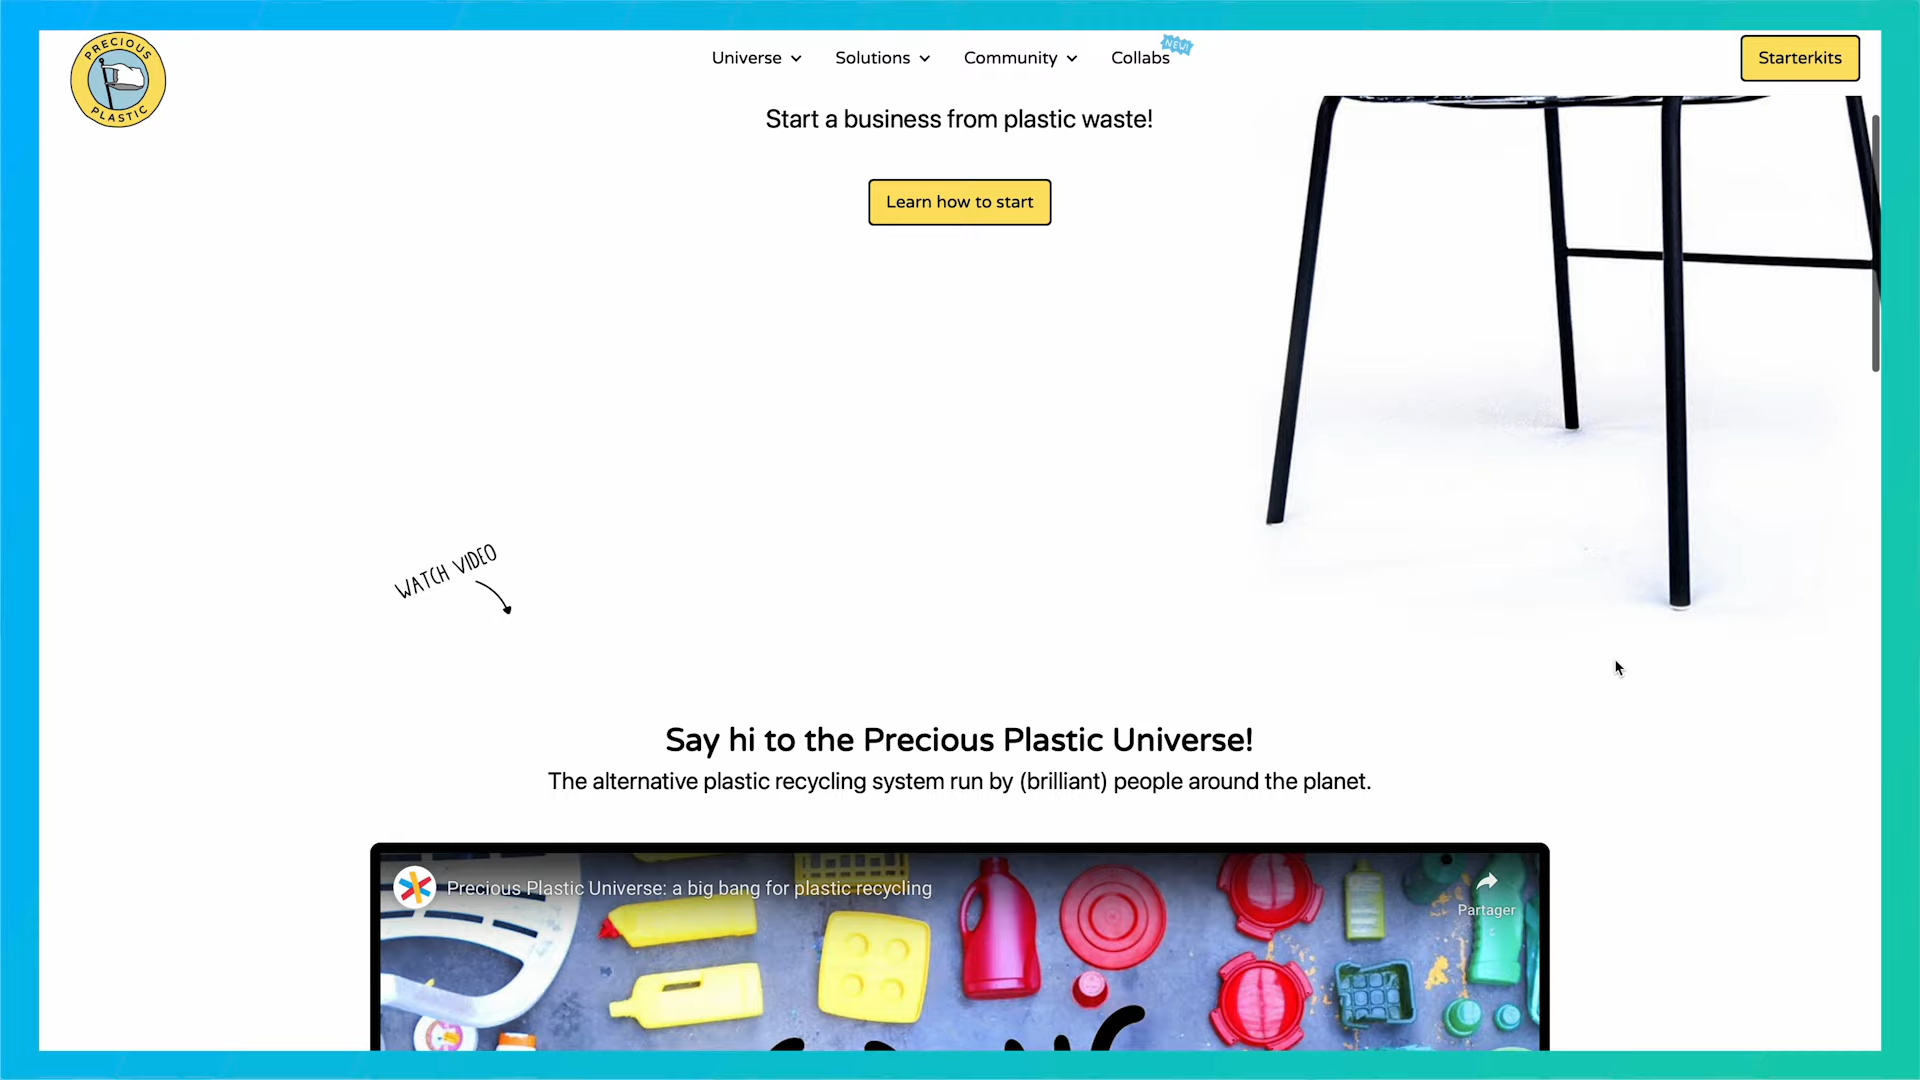 PRECIOUS
PLASTIC
Universe
Solutions
Community
Collabs
NEW!
Starterkits
Start a business from plastic waste!
Learn how to start
WATCH VIDEO
Say hi to the Precious Plastic Universe!
The alternative plastic recycling system run by (brilliant) people around the planet.
Precious Plastic Universe: a big bang for plastic recycling
Partager